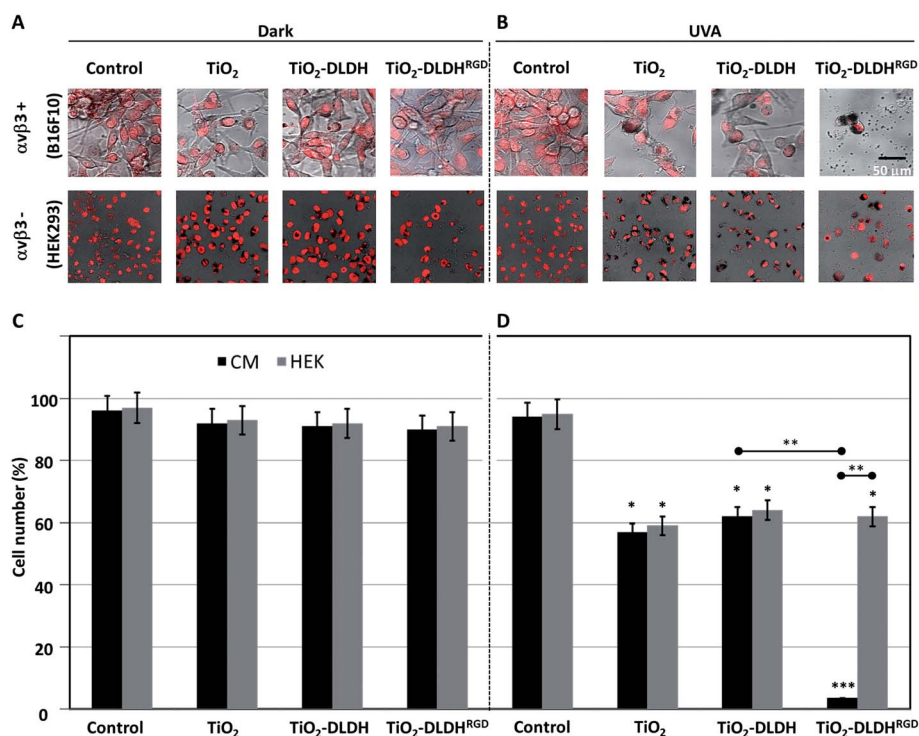 A
B
Dark
UVA
Control TiO₂ TiO₂-DLDH TiO₂-DLDHᴿᴳᴰ Control TiO₂ TiO₂-DLDH TiO₂-DLDHᴿᴳᴰ
αvβ3 +
(B16F10)
50 µm
αvβ3 -
(HEK293)
C
D
CM HEK
Cell number (%)
100
80
60
40
20
0
**
**
* * * * *
***
Control TiO₂ TiO₂-DLDH TiO₂-DLDHᴿᴳᴰ Control TiO₂ TiO₂-DLDH TiO₂-DLDHᴿᴳᴰ